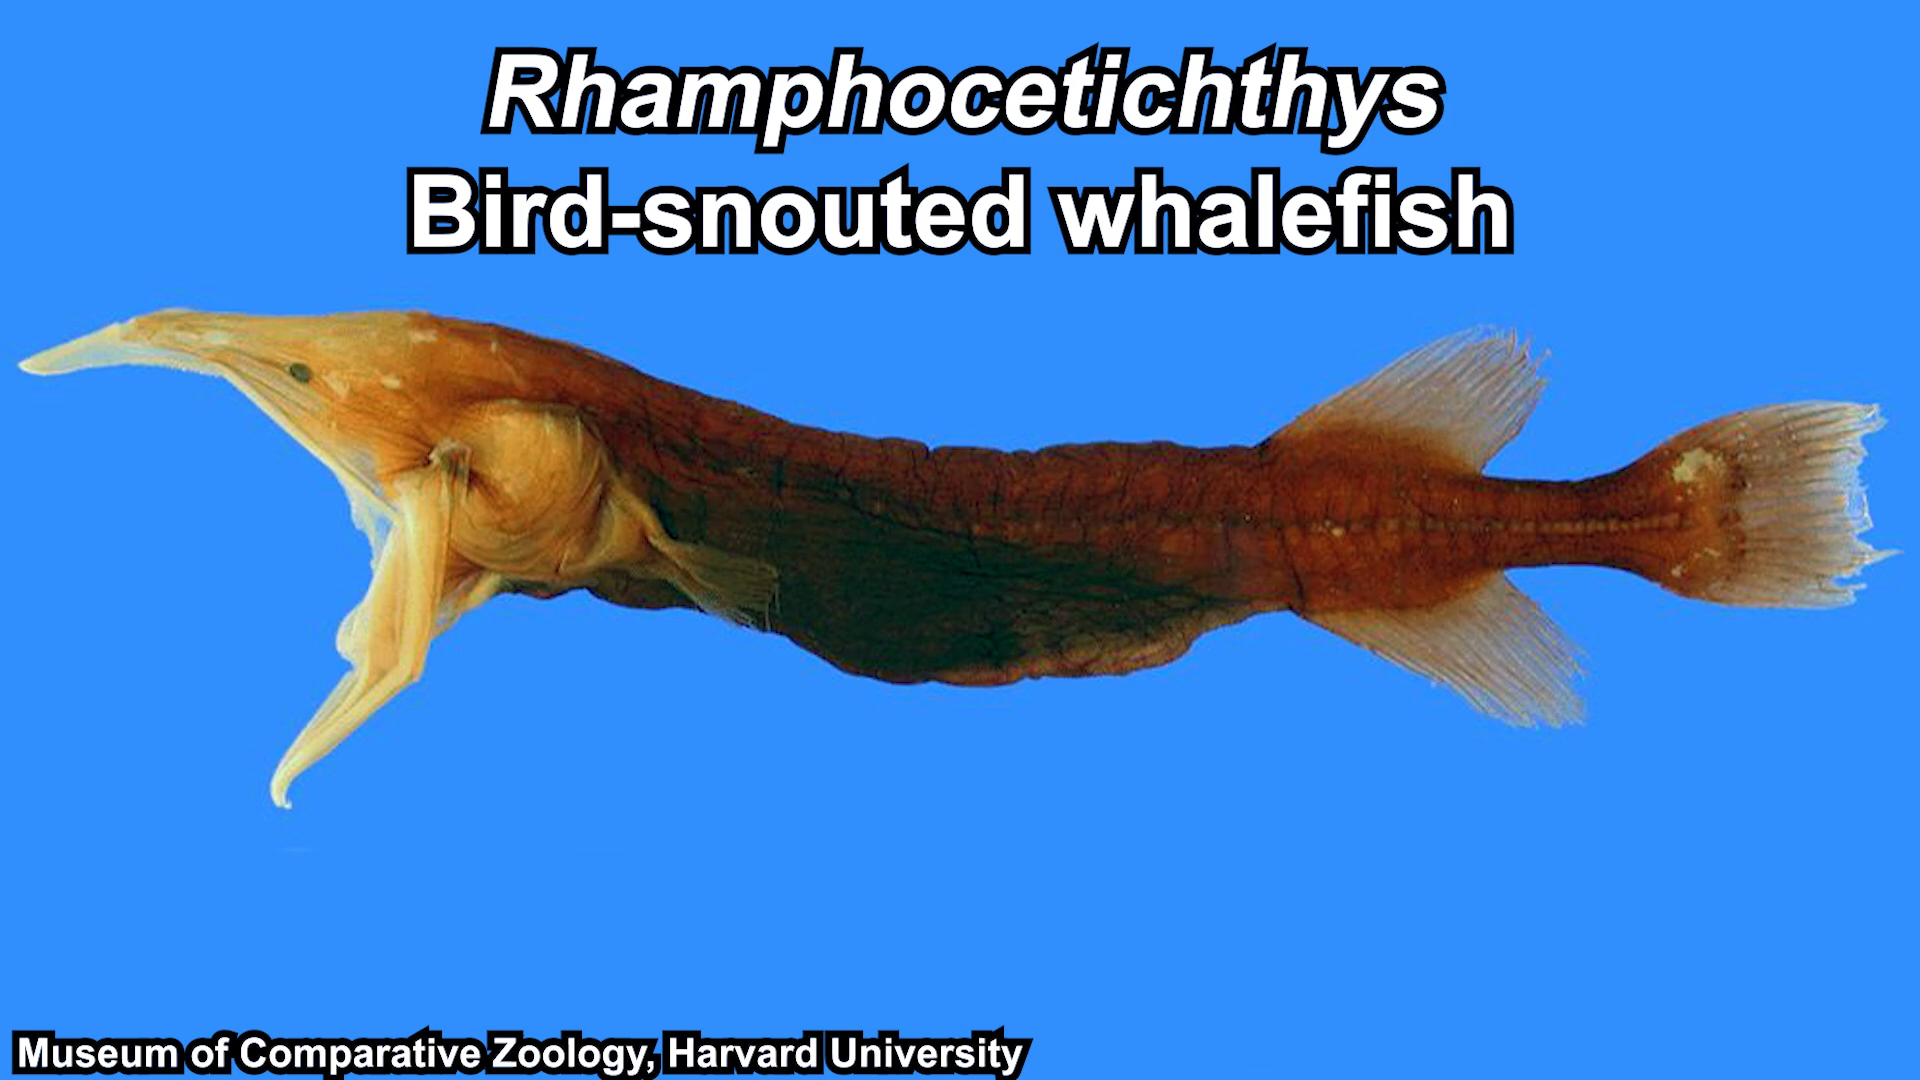 Rhamphocetichthys
Bird-snouted whalefish
Museum of Comparative Zoology, Harvard University